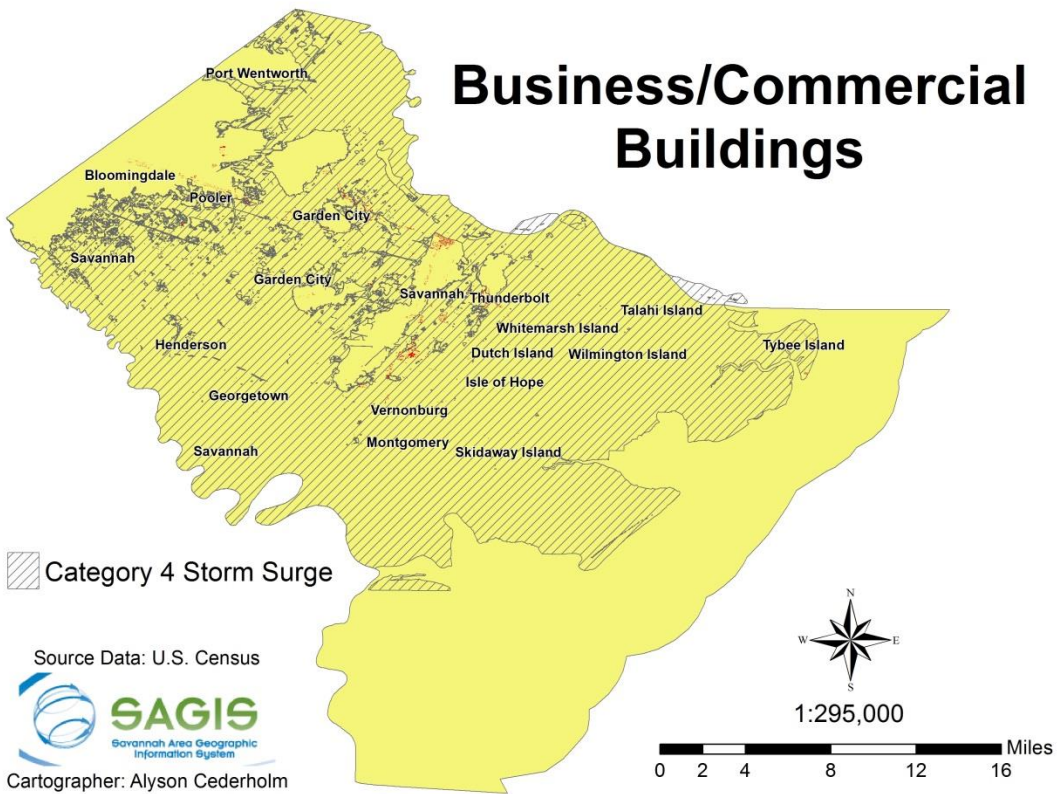 Business/Commercial
Buildings
Port Wentworth
Bloomingdale
Pooler
Garden City
Savannah
Garden City
Savannah
Thunderbolt
Talahi Island
Whitemarsh Island
Henderson
Dutch Island
Wilmington Island
Tybee Island
Isle of Hope
Georgetown
Vernonburg
Montgomery
Savannah
Skidaway Island
Category 4 Storm Surge
N
W
E
S
1:295,000
Miles
0 2 4 8 12 16
Source Data: U.S. Census
SAGIS
Savannah Area Geographic
Information System
Cartographer: Alyson Cederholm